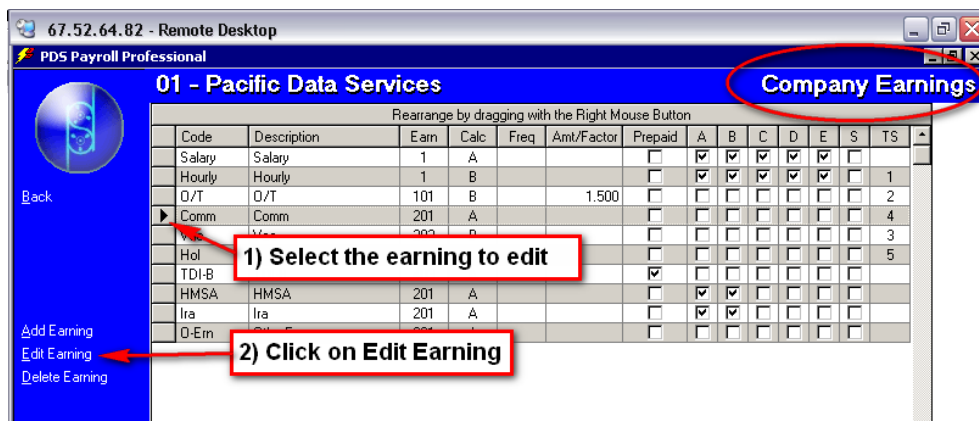 67.52.64.82 - Remote Desktop
PDS Payroll Professional
01 - Pacific Data Services Company Earnings
Rearrange by dragging with the Right Mouse Button
Code Description Earn Calc Freq Amt/Factor Prepaid A B C D E S TS
Salary Salary 1 A
Hourly Hourly 1 B 1
Back
O/T O/T 101 B 1.500 2
Comm Comm 201 A 4
3
1) Select the earning to edit
Hol 5
TDI-B
HMSA HMSA 201 A
Ira Ira 201 A
Add Earning
O-Ern
Edit Earning
2) Click on Edit Earning
Delete Earning